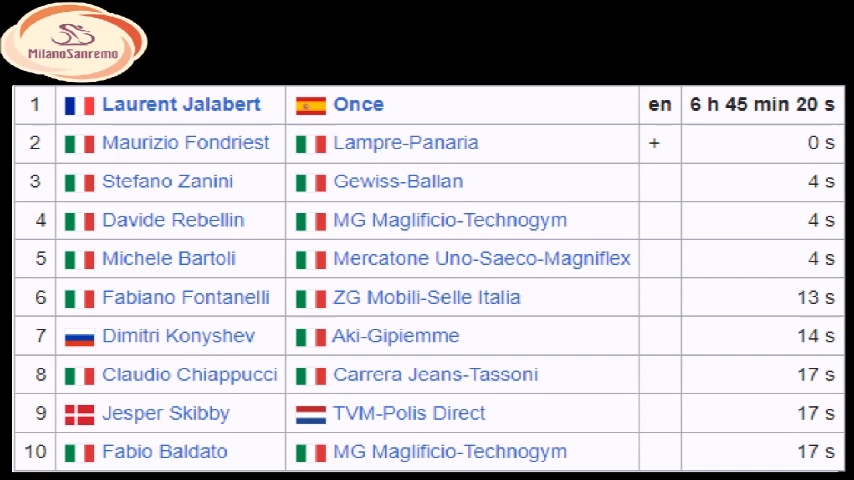 MilanoSanremo
1 Laurent Jalabert Once en 6 h 45 min 20 s
2 Maurizio Fondriest Lampre-Panaria + 0 s
3 Stefano Zanini Gewiss-Ballan 4 s
4 Davide Rebellin MG Maglificio-Technogym 4 s
5 Michele Bartoli Mercatone Uno-Saeco-Magniflex 4 s
6 Fabiano Fontanelli ZG Mobili-Selle Italia 13 s
7 Dimitri Konyshev Aki-Gipiemme 14 s
8 Claudio Chiappucci Carrera Jeans-Tassoni 17 s
9 Jesper Skibby TVM-Polis Direct 17 s
10 Fabio Baldato MG Maglificio-Technogym 17 s